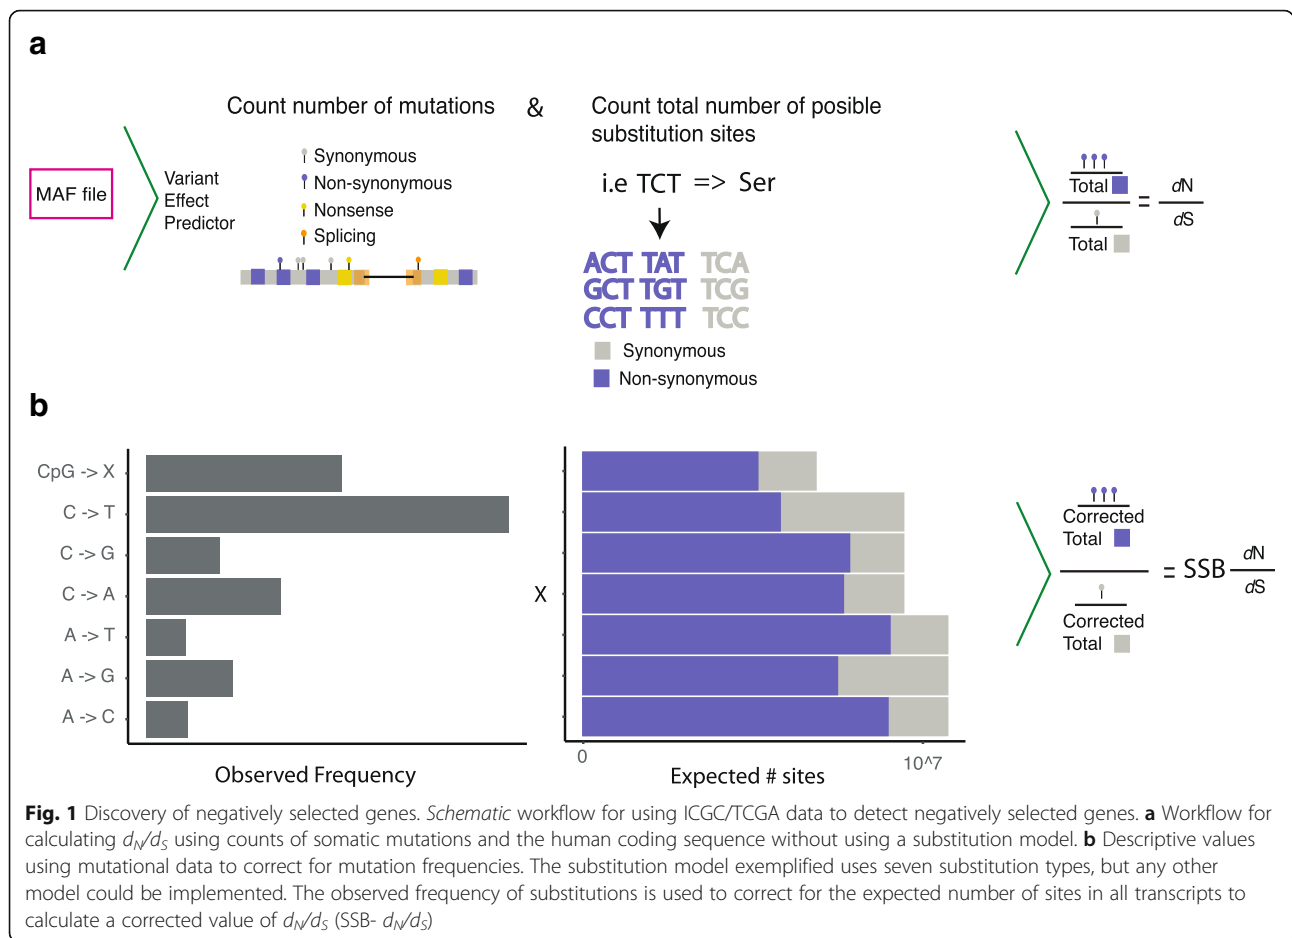 a
Count number of mutations & Count total number of posible
substitution sites
MAF file
Variant
Effect
Predictor
Synonymous
Non-synonymous
Nonsense
Splicing
i.e TCT => Ser
ACT TAT TCA
GCT TGT TCG
CCT TTT TCC
Synonymous
Non-synonymous
Total
Total
= dN
dS
b
CpG -> X
C -> T
C -> G
C -> A
A -> T
A -> G
A -> C
Observed Frequency
X
0 10^7
Expected # sites
Corrected
Total
Corrected
Total
= SSB dN
dS
Fig. 1 Discovery of negatively selected genes. Schematic workflow for using ICGC/TCGA data to detect negatively selected genes. a Workflow for
calculating dN/dS using counts of somatic mutations and the human coding sequence without using a substitution model. b Descriptive values
using mutational data to correct for mutation frequencies. The substitution model exemplified uses seven substitution types, but any other
model could be implemented. The observed frequency of substitutions is used to correct for the expected number of sites in all transcripts to
calculate a corrected value of dN/dS (SSB- dN/dS)